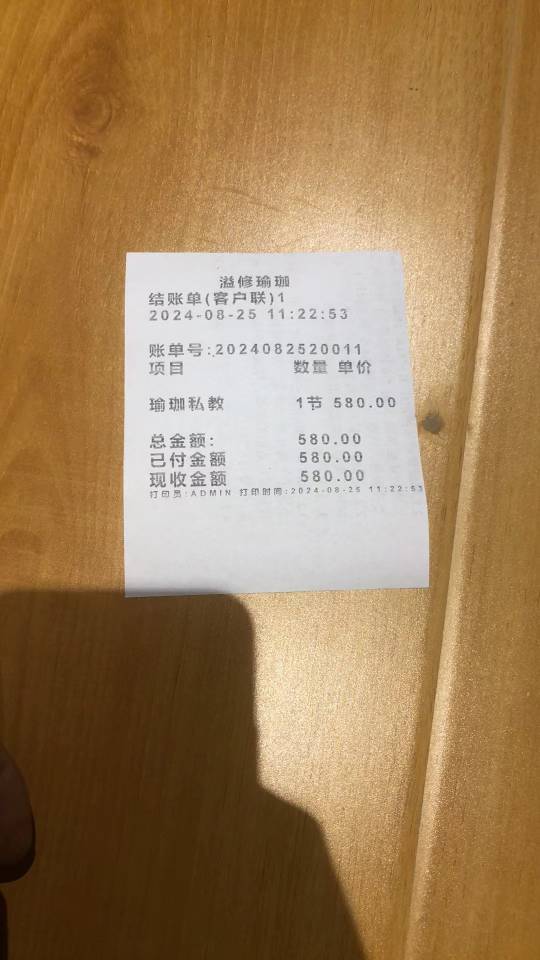 溢修瑜珈
结账单(客户联)1
2024-08-25 11:22:53
账单号:2024082520011
项目 数量 单价
瑜珈私教 1节 580.00
总金额: 580.00
已付金额 580.00
现收金额 580.00
打印员:ADMIN 打印时间:2024-08-25 11:22:53